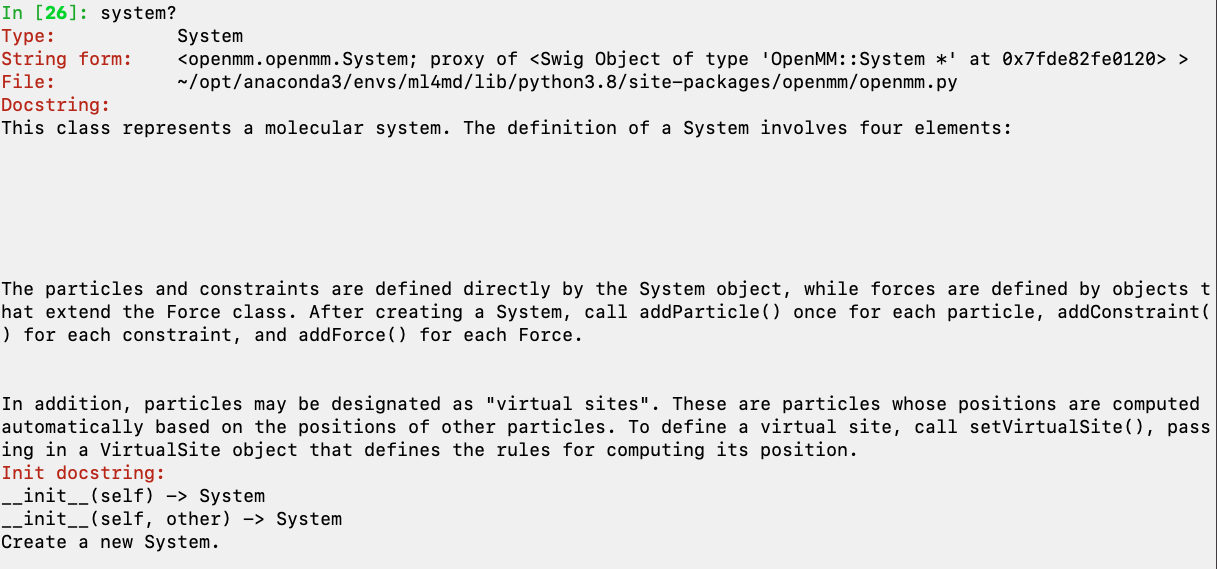 In [26]: system?
Type:           System
String form:    <openmm.openmm.System; proxy of <Swig Object of type 'OpenMM::System *' at 0x7fde82fe0120> >
File:           ~/opt/anaconda3/envs/ml4md/lib/python3.8/site-packages/openmm/openmm.py
Docstring:
This class represents a molecular system. The definition of a System involves four elements:
The particles and constraints are defined directly by the System object, while forces are defined by objects t
hat extend the Force class. After creating a System, call addParticle() once for each particle, addConstraint(
) for each constraint, and addForce() for each Force.
In addition, particles may be designated as "virtual sites". These are particles whose positions are computed
automatically based on the positions of other particles. To define a virtual site, call setVirtualSite(), pass
ing in a VirtualSite object that defines the rules for computing its position.
Init docstring:
__init__(self) -> System
__init__(self, other) -> System
Create a new System.